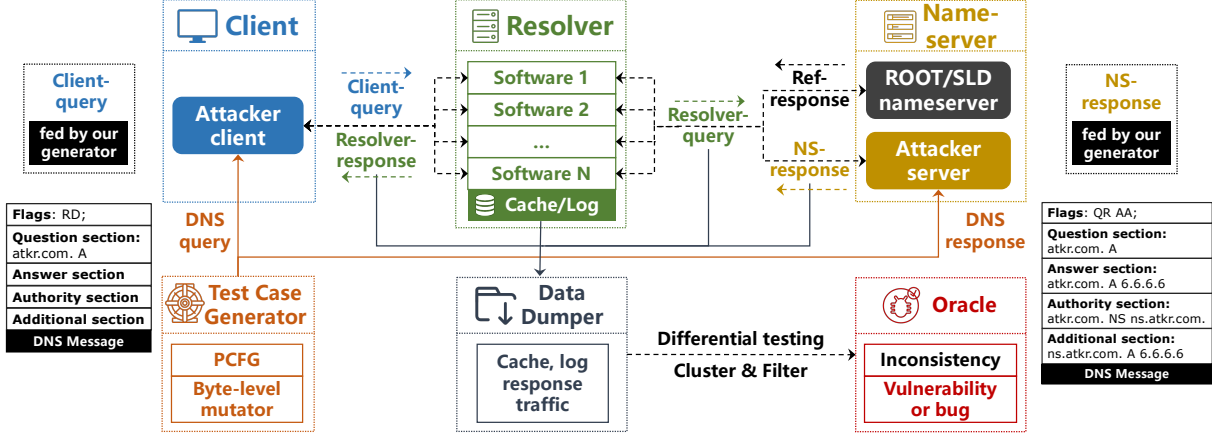 Client
Resolver
Name-
server
Client-
query
fed by our
generator
Attacker
client
Client-
query
Resolver-
response
Software 1
Software 2
...
Software N
Cache/Log
Resolver-
query
Ref-
response
NS-
response
ROOT/SLD
nameserver
Attacker
server
NS-
response
fed by our
generator
DNS
query
DNS
response
Flags: RD;
Question section:
atkr.com. A
Answer section
Authority section
Additional section
DNS Message
Test Case
Generator
PCFG
Byte-level
mutator
Data
Dumper
Cache, log
response
traffic
Differential testing
Cluster & Filter
Oracle
Inconsistency
Vulnerability
or bug
Flags: QR AA;
Question section:
atkr.com. A
Answer section:
atkr.com. A 6.6.6.6
Authority section:
atkr.com. NS ns.atkr.com.
Additional section:
ns.atkr.com. A 6.6.6.6
DNS Message